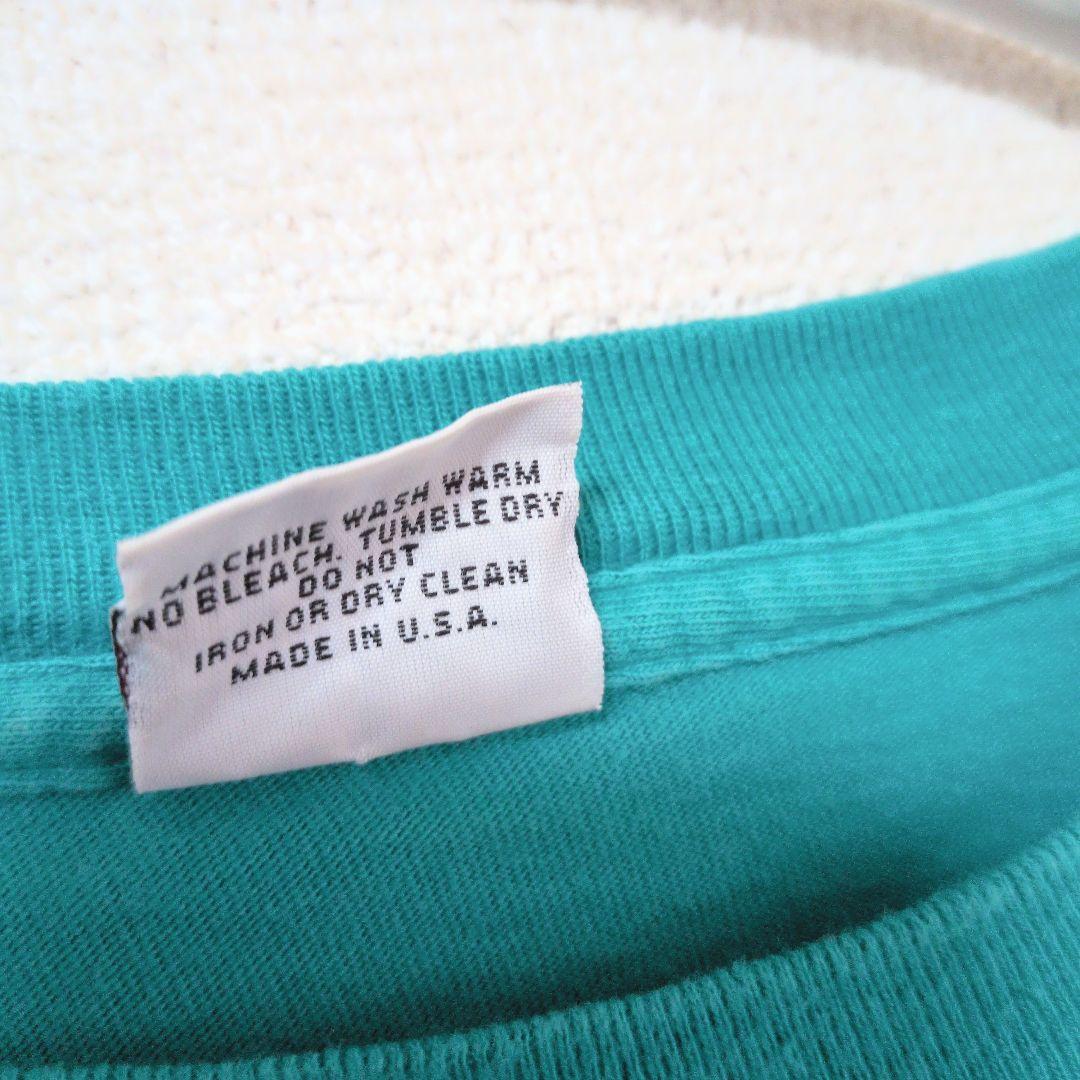 MACHINE WASH WARM
NO BLEACH. TUMBLE DRY
DO NOT
IRON OR DRY CLEAN
MADE IN U.S.A.